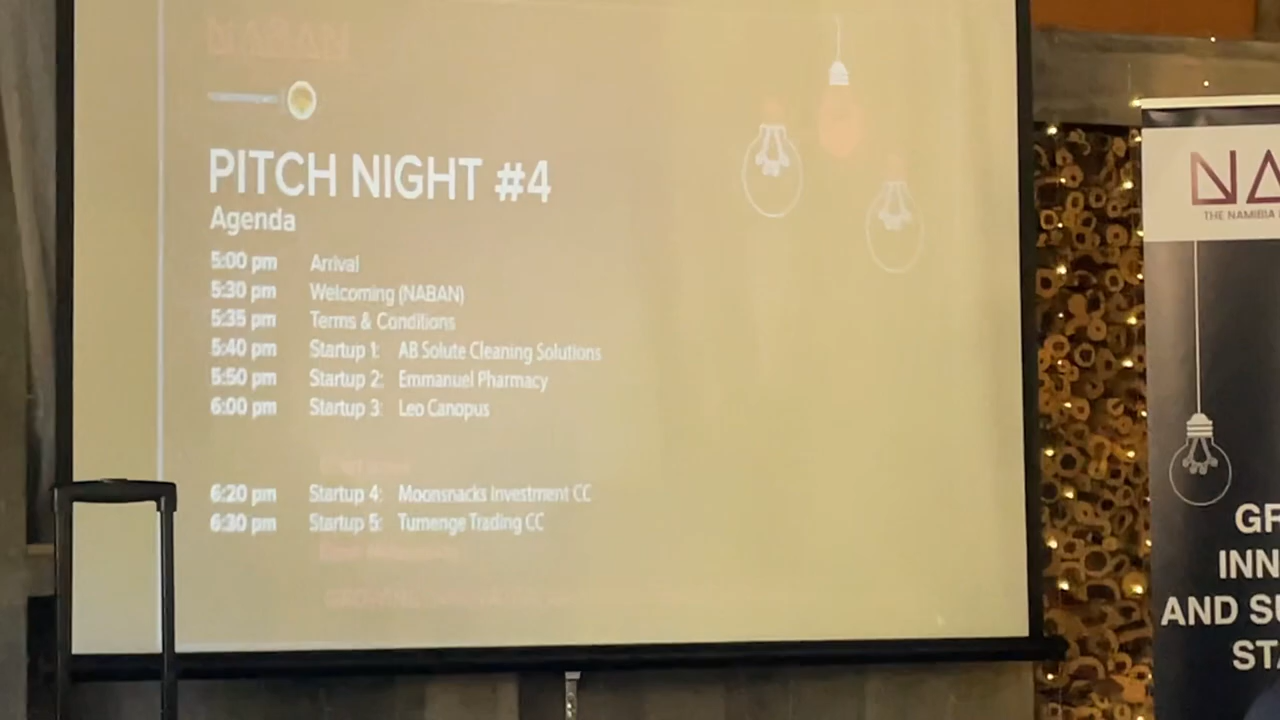 NABAN
PITCH NIGHT #4
Agenda
5:00 pm Arrival
5:30 pm Welcoming (NABAN)
5:35 pm Terms & Conditions
5:40 pm Startup 1: AB Solute Cleaning Solutions
5:50 pm Startup 2: Emmanuel Pharmacy
6:00 pm Startup 3: Leo Canopus
6:20 pm Startup 4: Moonsnacks Investment CC
6:30 pm Startup 5: Tumenge Trading CC
NA
THE NAMIBIA
GR
INN
AND SU
STA